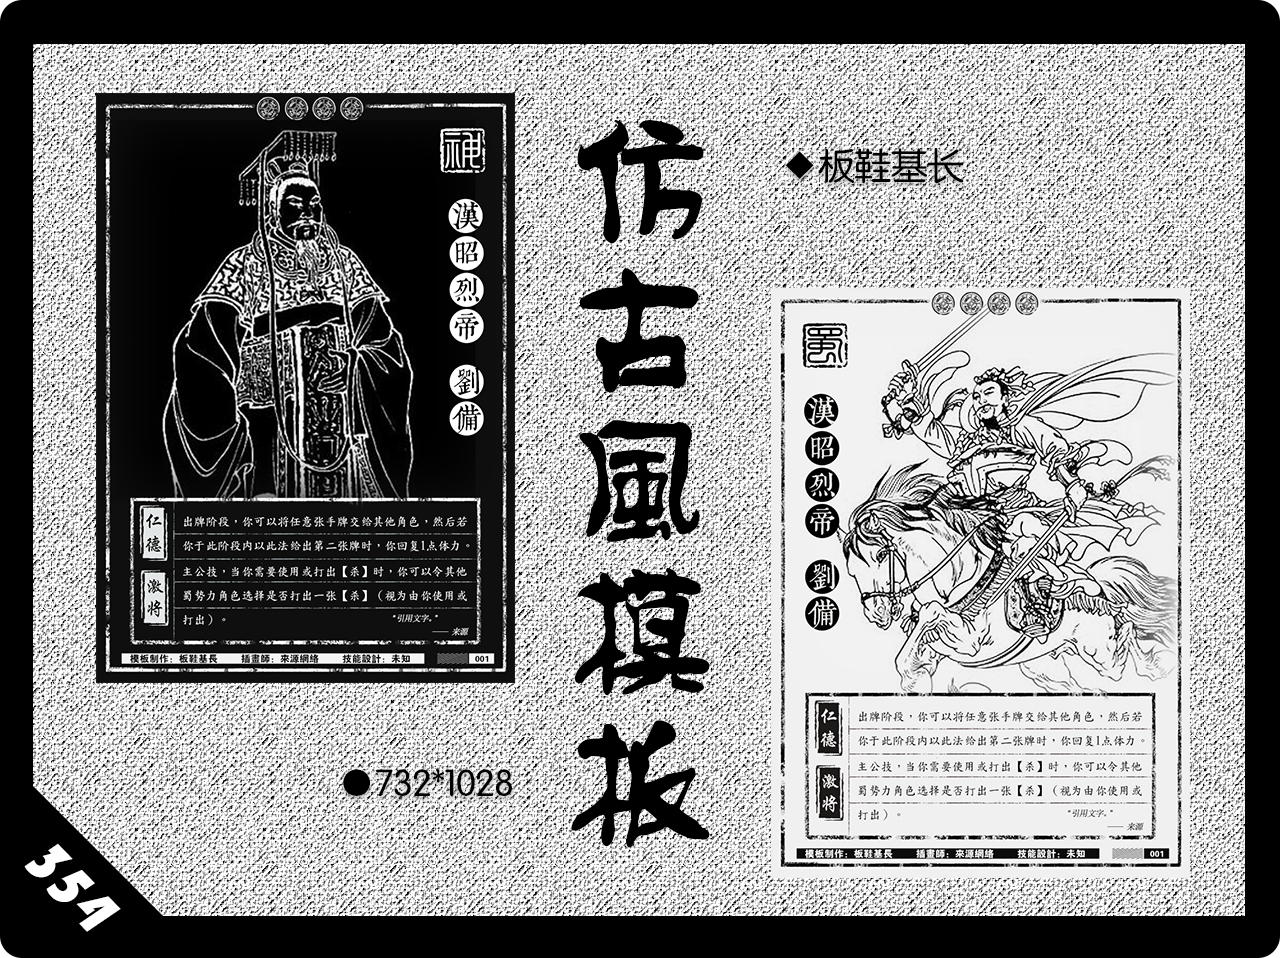 神
漢昭烈帝 劉備
仁德
出牌阶段，你可以将任意张手牌交给其他角色，然后若
你于此阶段内以此法给出第二张牌时，你回复1点体力。
激将
主公技，当你需要使用或打出【杀】时，你可以令其他
蜀势力角色选择是否打出一张【杀】（视为由你使用或
打出）。
“引用文字。”
—— 来源
模板制作：板鞋基長 插畫師：來源網絡 技能設計：未知 001
仿古風模板
◆板鞋基长
●732*1028
蜀
漢昭烈帝 劉備
仁德
出牌阶段，你可以将任意张手牌交给其他角色，然后若
你于此阶段内以此法给出第二张牌时，你回复1点体力。
激将
主公技，当你需要使用或打出【杀】时，你可以令其他
蜀势力角色选择是否打出一张【杀】（视为由你使用或
打出）。
“引用文字。”
—— 来源
模板制作：板鞋基長 插畫師：來源網絡 技能設計：未知 001
354